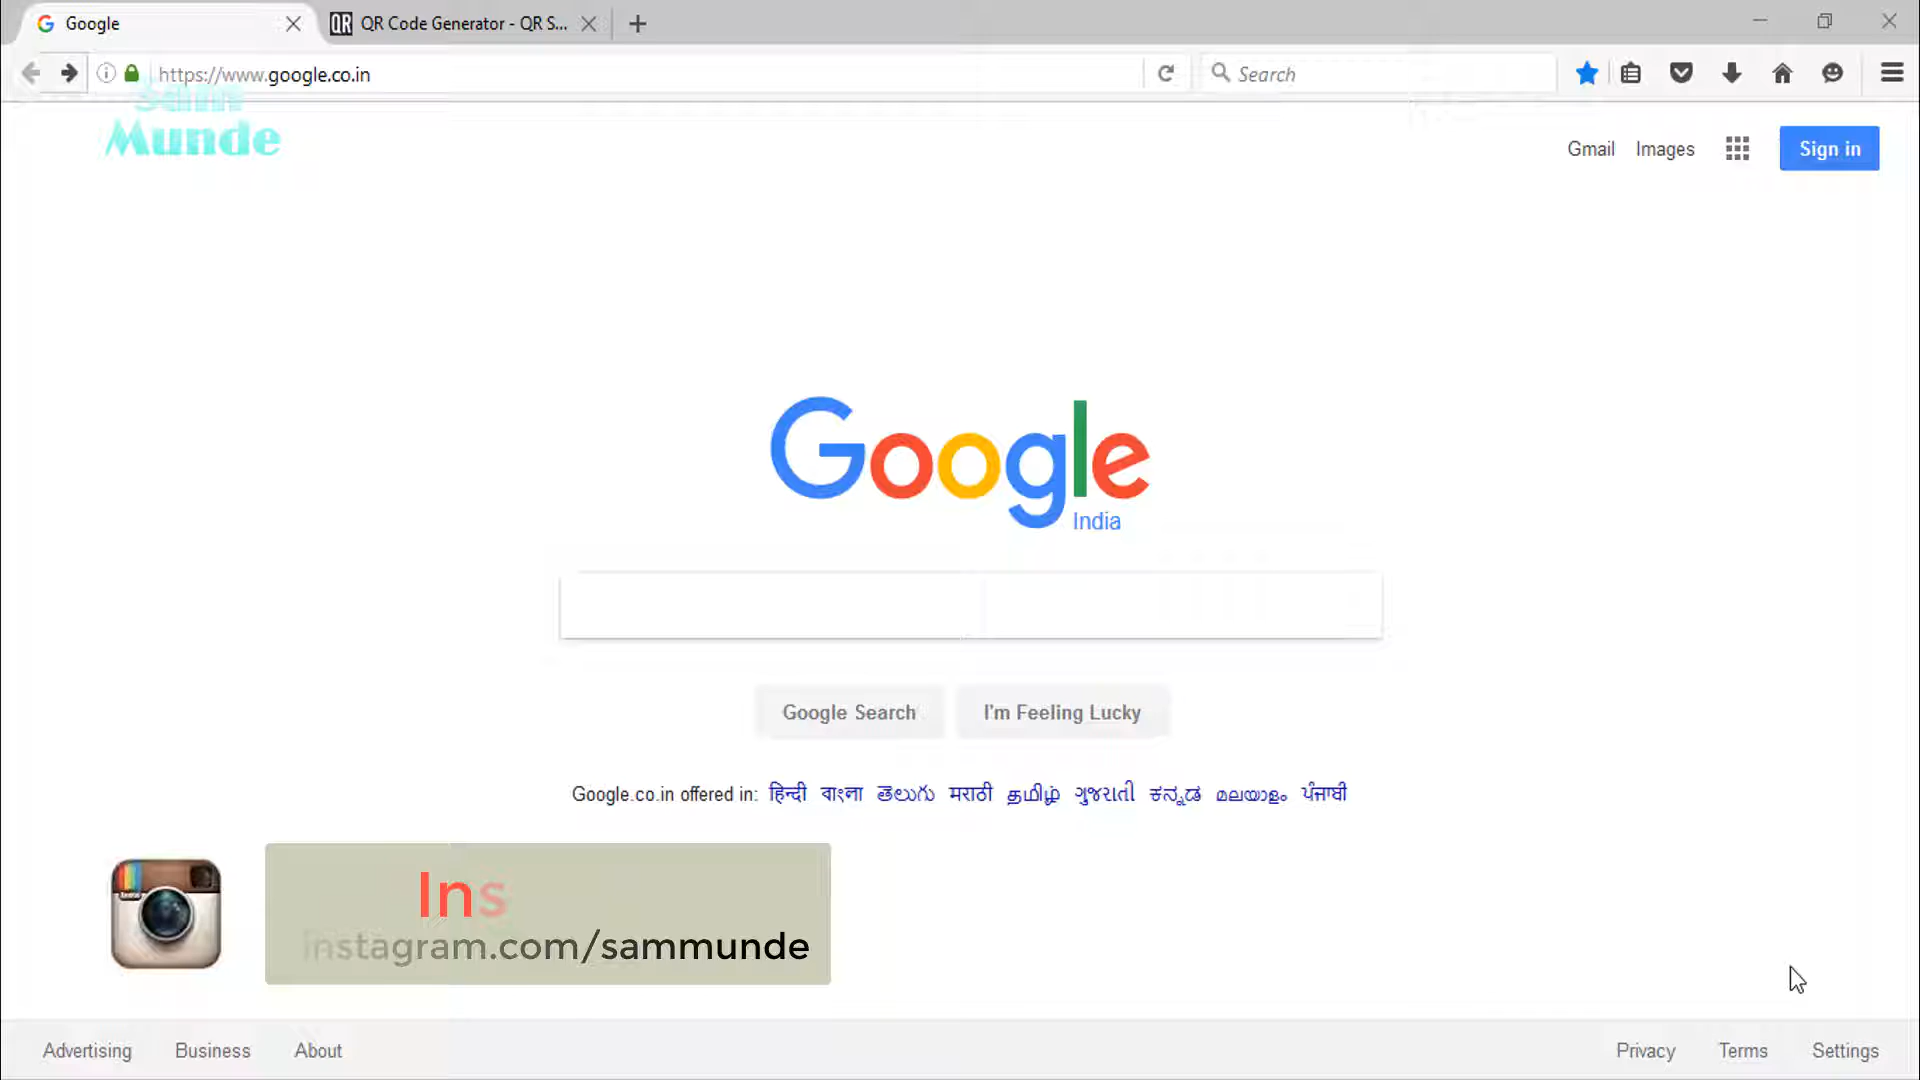 Google
QR Code Generator - QR S...
https://www.google.co.in
Search
Sam
Munde
Gmail Images Sign in
Google
India
Google Search I'm Feeling Lucky
Google.co.in offered in: हिन्दी বাংলা తెలుగు मराठी தமிழ் ગુજરાતી ಕನ್ನಡ മലയാളം ਪੰਜਾਬੀ
Ins
instagram.com/sammunde
Advertising Business About Privacy Terms Settings